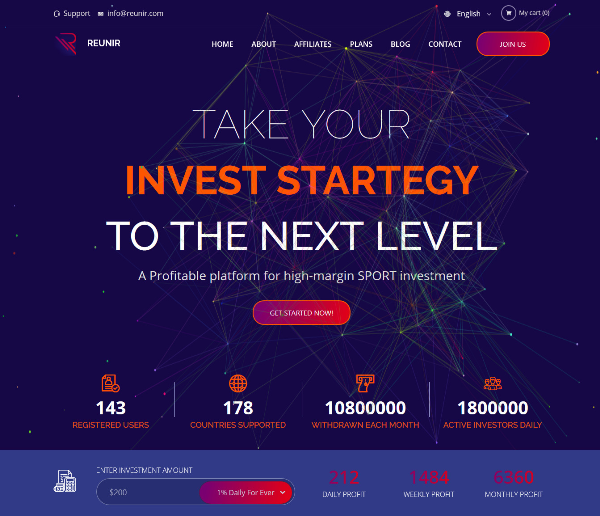 Support info@reunir.com English My cart (0)
REUNIR HOME ABOUT AFFILIATES PLANS BLOG CONTACT JOIN US
TAKE YOUR
INVEST STARTEGY
TO THE NEXT LEVEL
A Profitable platform for high-margin SPORT investment
GET STARTED NOW!
143 178 10800000 1800000
REGISTERED USERS COUNTRIES SUPPORTED WITHDRAWN EACH MONTH ACTIVE INVESTORS DAILY
ENTER INVESTMENT AMOUNT
$200 1% Daily For Ever
212 1484 6360
DAILY PROFIT WEEKLY PROFIT MONTHLY PROFIT